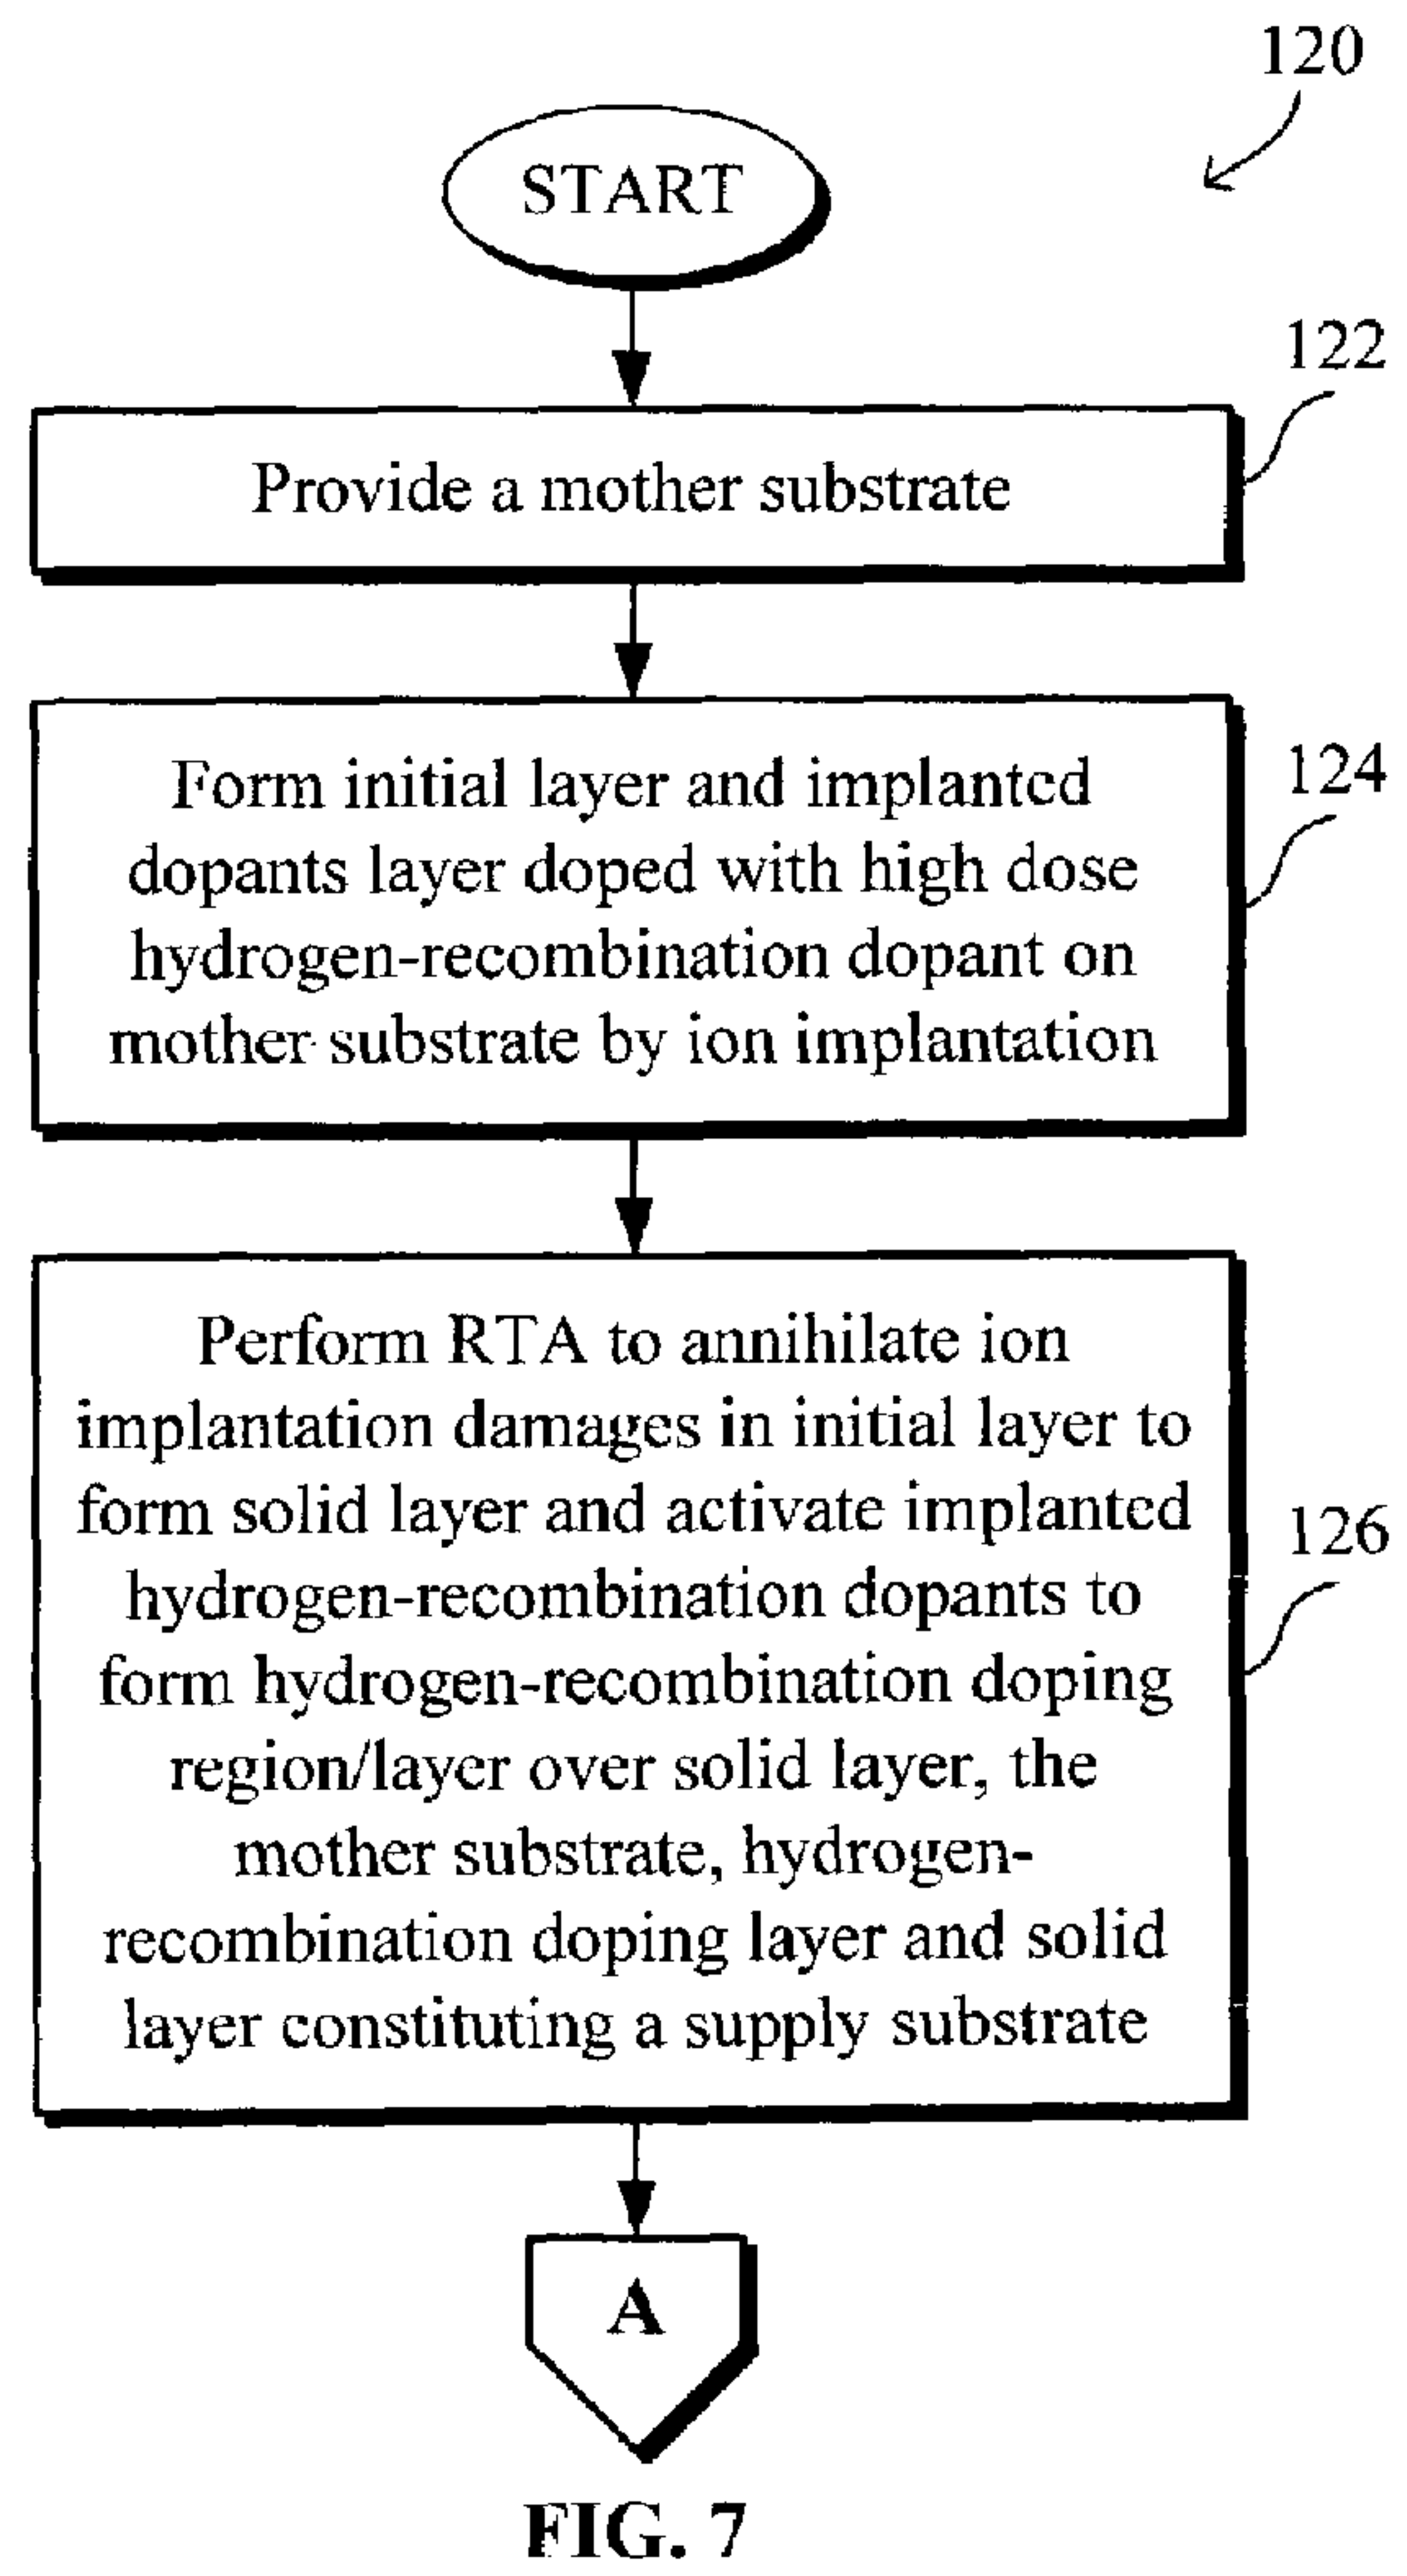 120
START
122
Provide a mother substrate
124
Form initial layer and implanted
dopants layer doped with high dose
hydrogen-recombination dopant on
mother substrate by ion implantation
Perform RTA to annihilate ion
implantation damages in initial layer to
form solid layer and activate implanted
126
hydrogen-recombination dopants to
form hydrogen-recombination doping
region/layer over solid layer, the
mother substrate, hydrogen-
recombination doping layer and solid
layer constituting a supply substrate
A
FIG. 7